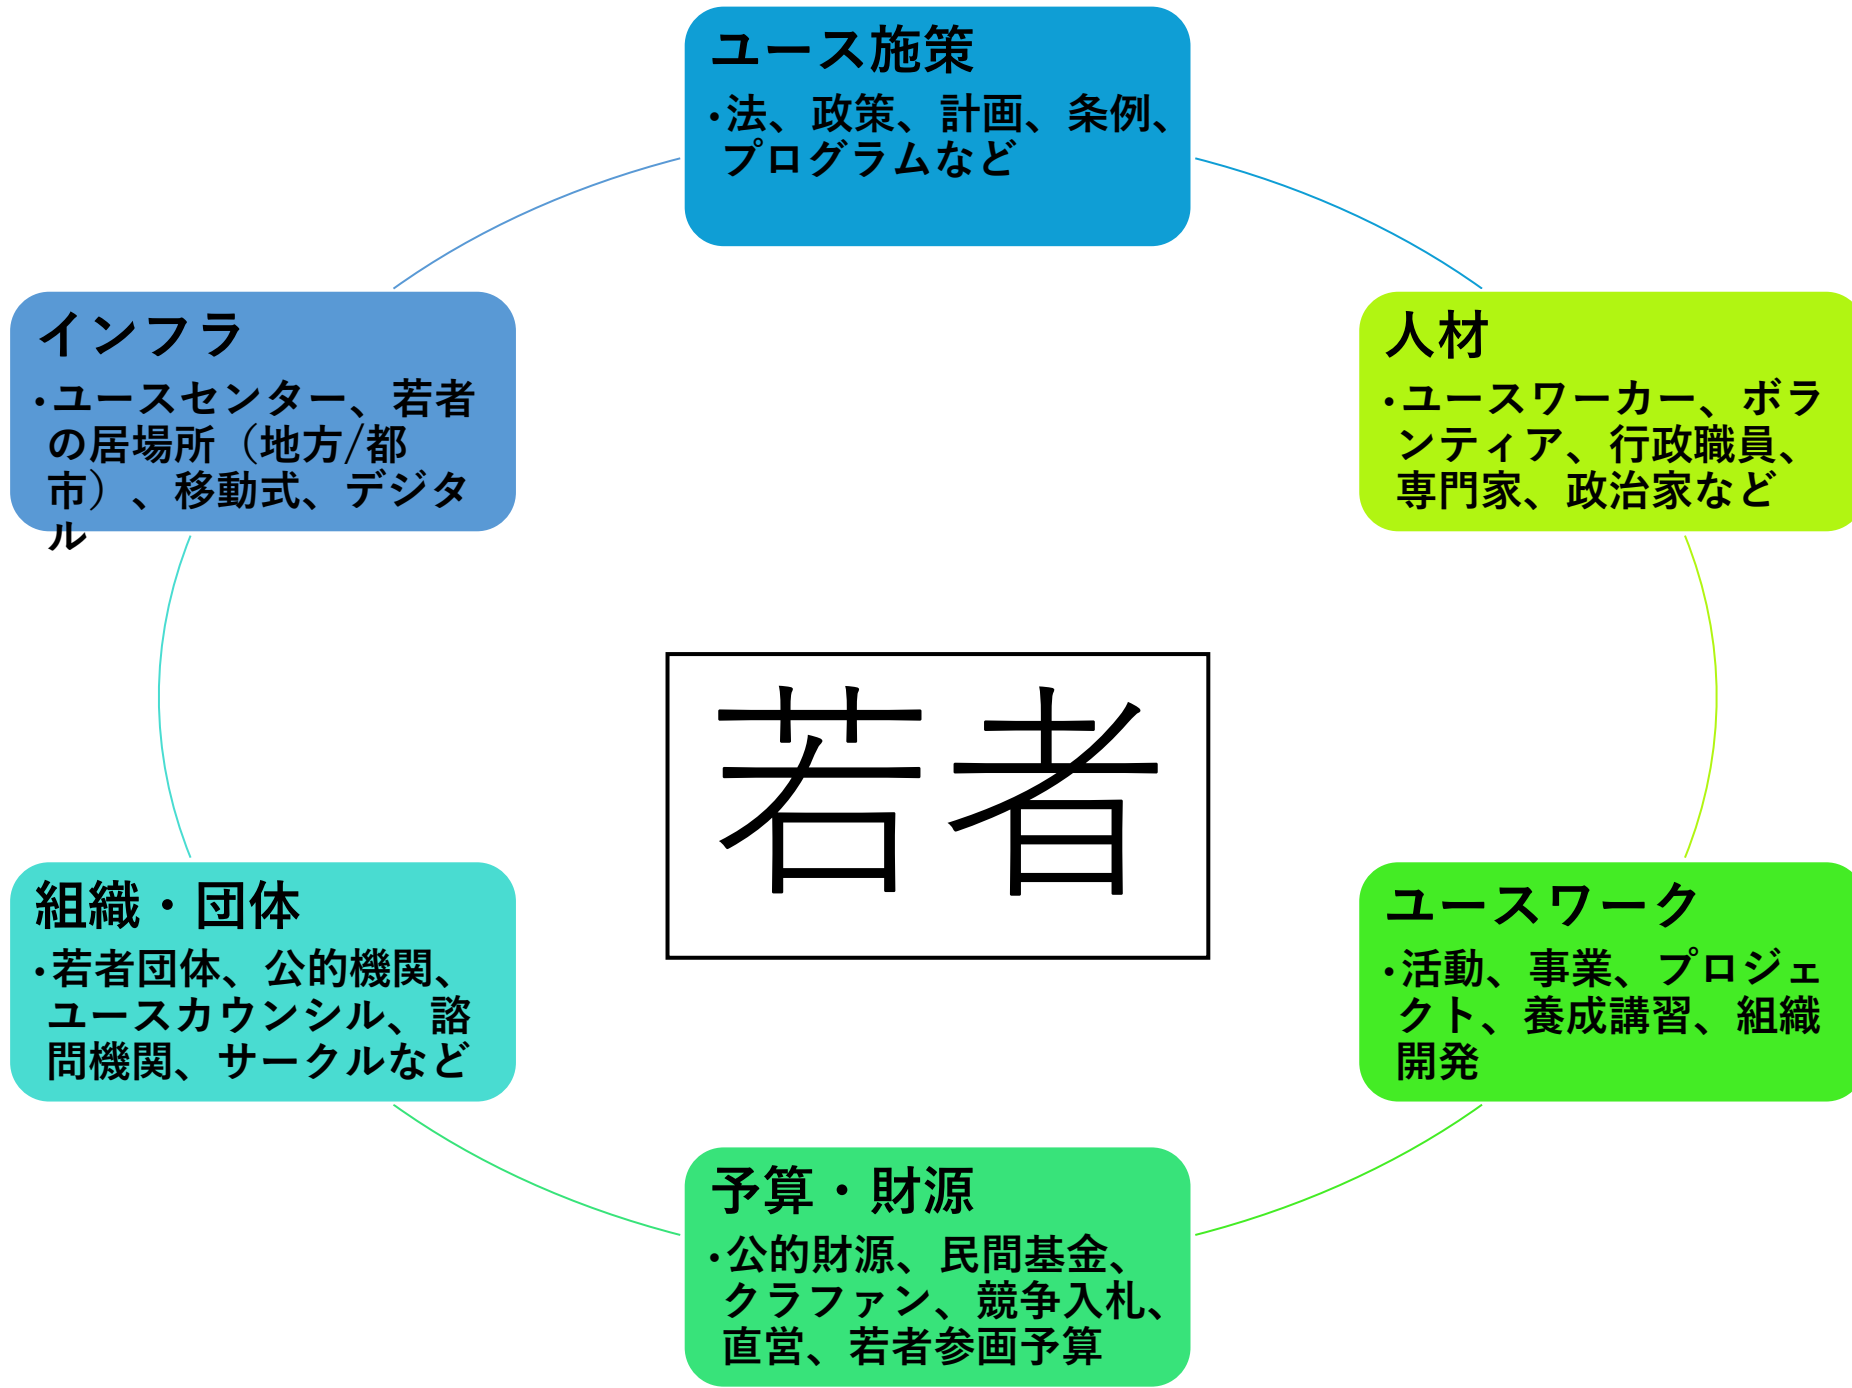 ユース施策
・法、政策、計画、条例、
プログラムなど
インフラ
・ユースセンター、若者
の居場所（地方/都
市）、移動式、デジタ
ル
人材
・ユースワーカー、ボラ
ンティア、行政職員、
専門家、政治家など
若者
組織・団体
・若者団体、公的機関、
ユースカウンシル、諮
問機関、サークルなど
ユースワーク
・活動、事業、プロジェ
クト、養成講習、組織
開発
予算・財源
・公的財源、民間基金、
クラファン、競争入札、
直営、若者参画予算